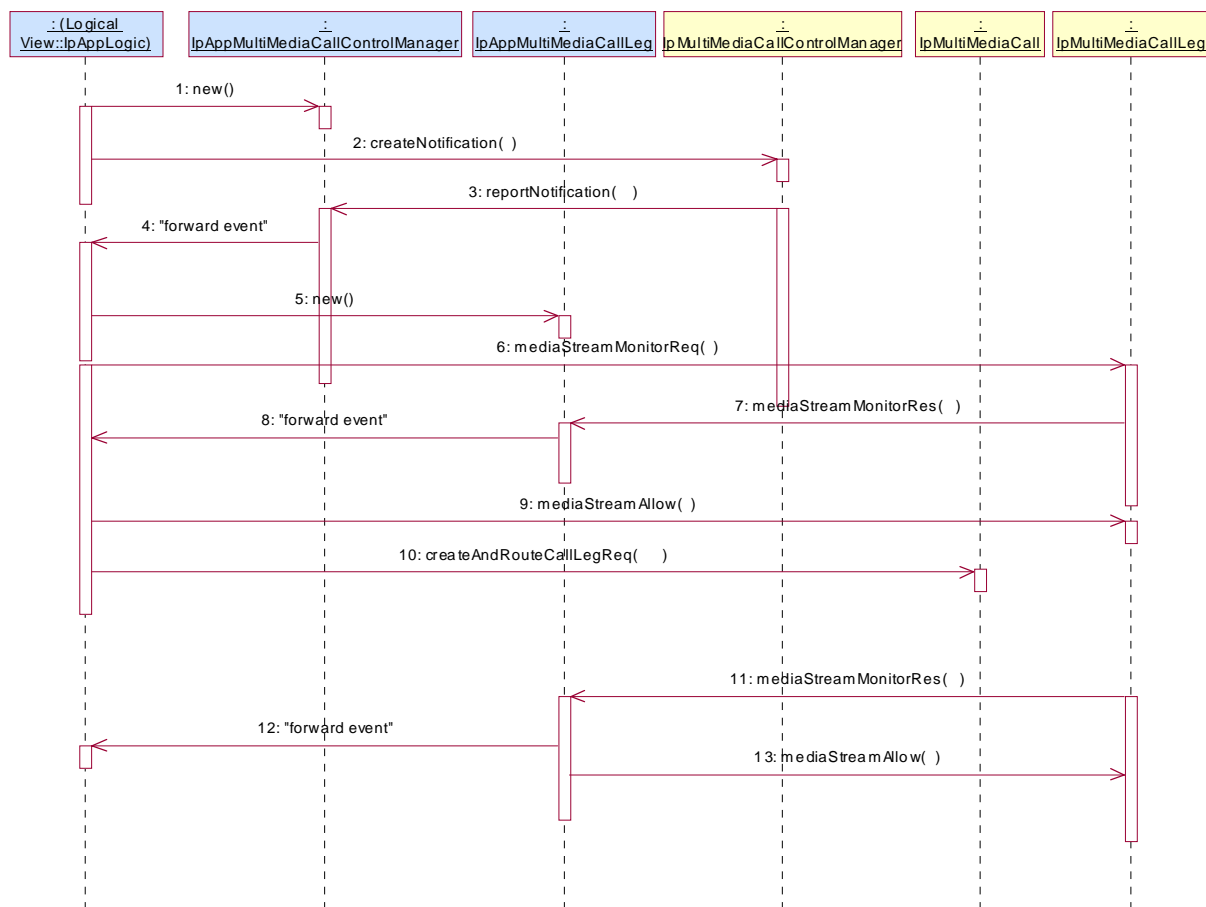 : (Logical
View::IpAppLogic)
:
IpAppMultiMediaCallControlManager
:
IpAppMultiMediaCallLeg
:
IpMultiMediaCallControlManager
:
IpMultiMediaCall
:
IpMultiMediaCallLeg
1: new()
2: createNotification( )
3: reportNotification( )
4: "forward event"
5: new()
6: mediaStreamMonitorReq( )
7: mediaStreamMonitorRes( )
8: "forward event"
9: mediaStreamAllow( )
10: createAndRouteCallLegReq( )
11: mediaStreamMonitorRes( )
12: "forward event"
13: mediaStreamAllow( )